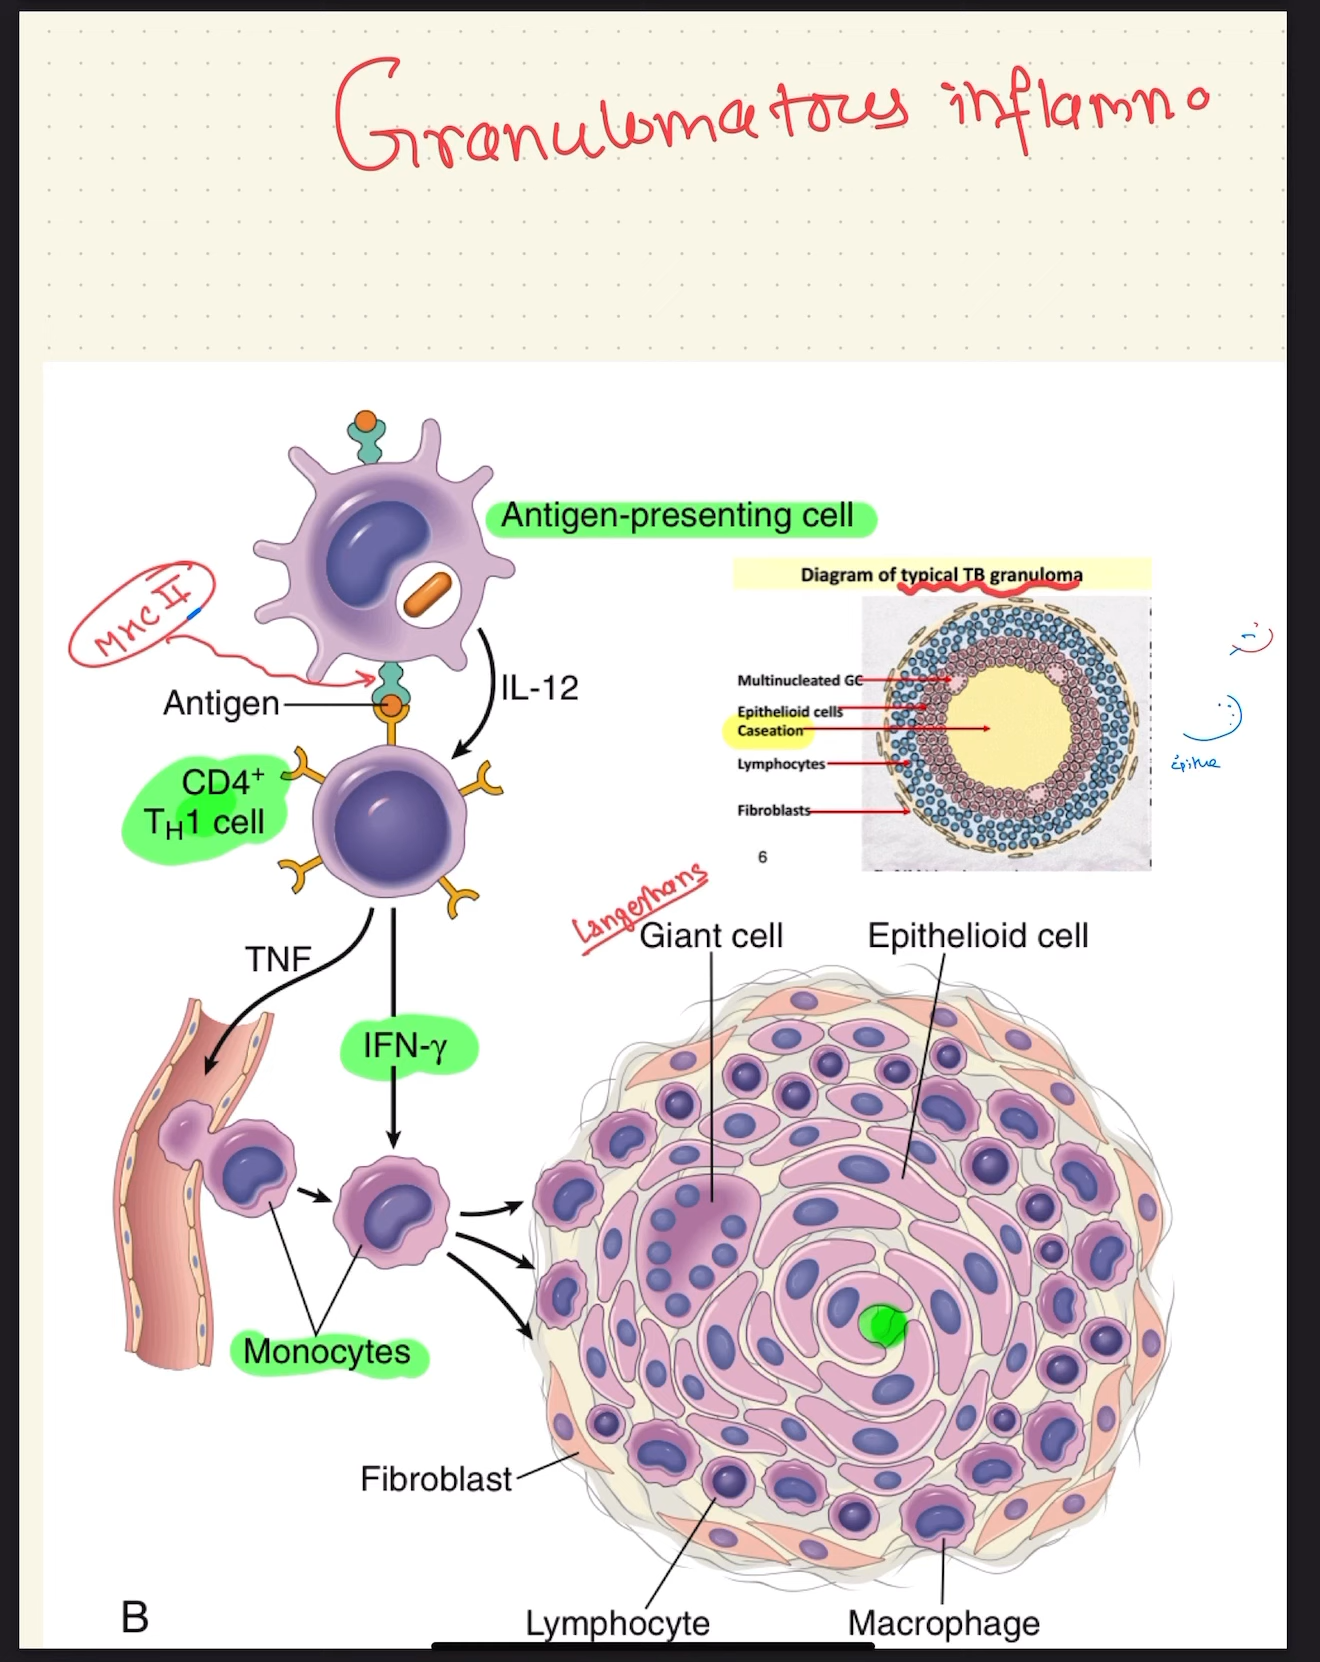 Granulomatous inflamn o
Antigen-presenting cell
MHC II
IL-12
Antigen
CD4+
TH1 cell
TNF
IFN-γ
Monocytes
Diagram of typical TB granuloma
Multinucleated GC
Epithelioid cells
Caseation
Lymphocytes
Fibroblasts
6
Langerhans
Giant cell
Epithelioid cell
Fibroblast
Lymphocyte
Macrophage
B